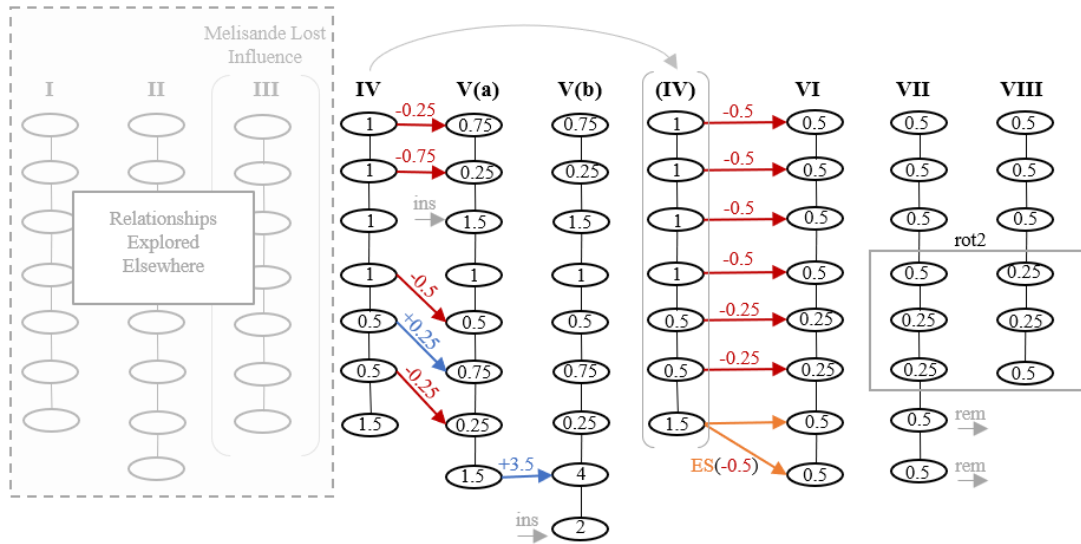 Melisande Lost
Influence
I II III IV V(a) V(b) (IV) VI VII VIII
1 -0.25 0.75 0.75 1 -0.5 0.5 0.5 0.5
1 -0.75 0.25 0.25 1 -0.5 0.5 0.5 0.5
Relationships
Explored
Elsewhere
1 ins 1.5 1.5 1 -0.5 0.5 0.5 0.5
rot2
1 -0.5 1 1 1 -0.5 0.5 0.5 0.25
0.5 +0.25 0.5 0.5 0.5 -0.25 0.25 0.25 0.25
0.5 -0.25 0.75 0.75 0.5 -0.25 0.25 0.25 0.5
1.5 0.25 0.25 1.5 0.5 0.5 rem
1.5 +3.5 4 ES(-0.5) 0.5 0.5 rem
ins 2